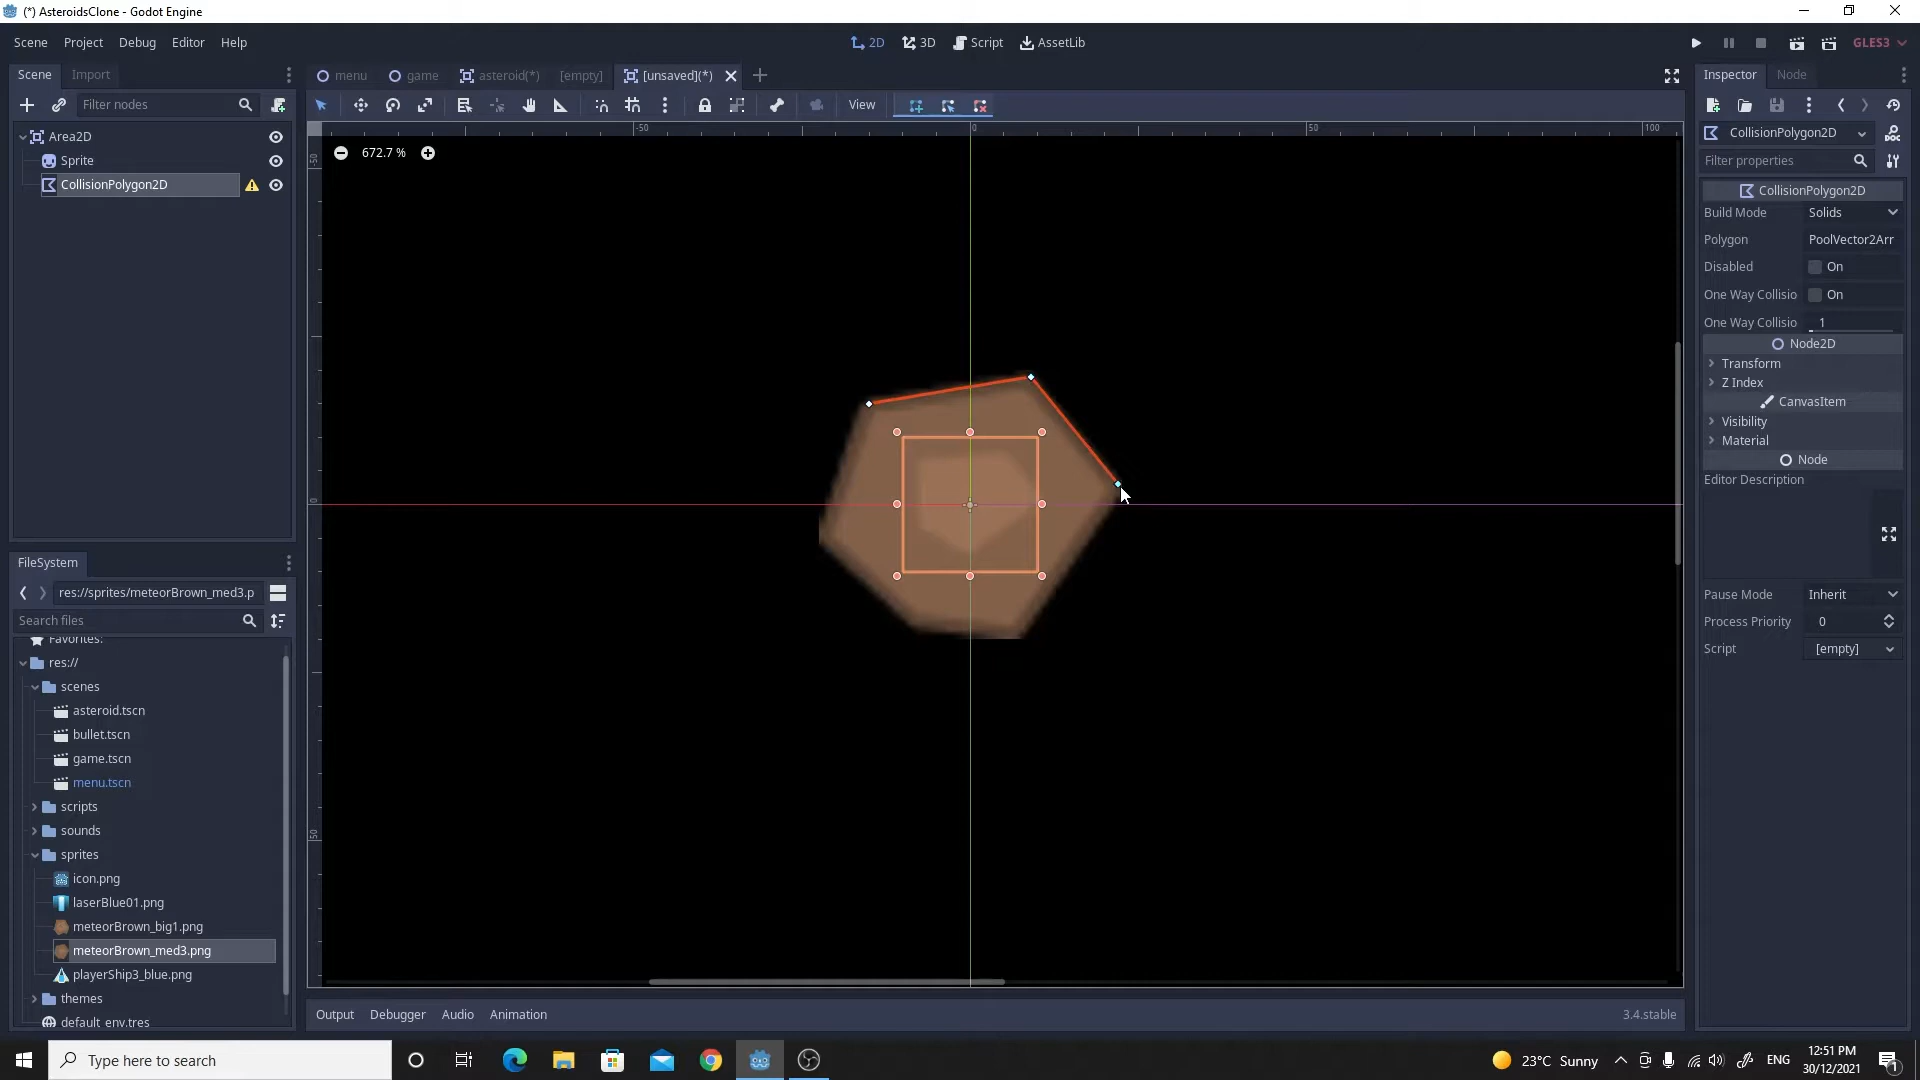 (*) AsteroidsClone - Godot Engine
Scene Project Debug Editor Help
2D 3D Script AssetLib
GLES3
Scene Import
menu game asteroid(*) [empty] [unsaved](*)
Inspector Node
Filter nodes
View
Area2D
Sprite
CollisionPolygon2D
-50 0 50 100
-50
0
50
672.7 %
CollisionPolygon2D
Filter properties
CollisionPolygon2D
Build Mode Solids
Polygon PoolVector2Arr
Disabled On
One Way Collisio On
One Way Collisio 1
Node2D
Transform
Z Index
CanvasItem
Visibility
Material
Node
Editor Description
Pause Mode Inherit
Process Priority 0
Script [empty]
FileSystem
res://sprites/meteorBrown_med3.p
Search files
Favorites:
res://
scenes
asteroid.tscn
bullet.tscn
game.tscn
menu.tscn
scripts
sounds
sprites
icon.png
laserBlue01.png
meteorBrown_big1.png
meteorBrown_med3.png
playerShip3_blue.png
themes
default_env.tres
Output Debugger Audio Animation
3.4.stable
Type here to search
23°C Sunny
ENG
12:51 PM
30/12/2021
1